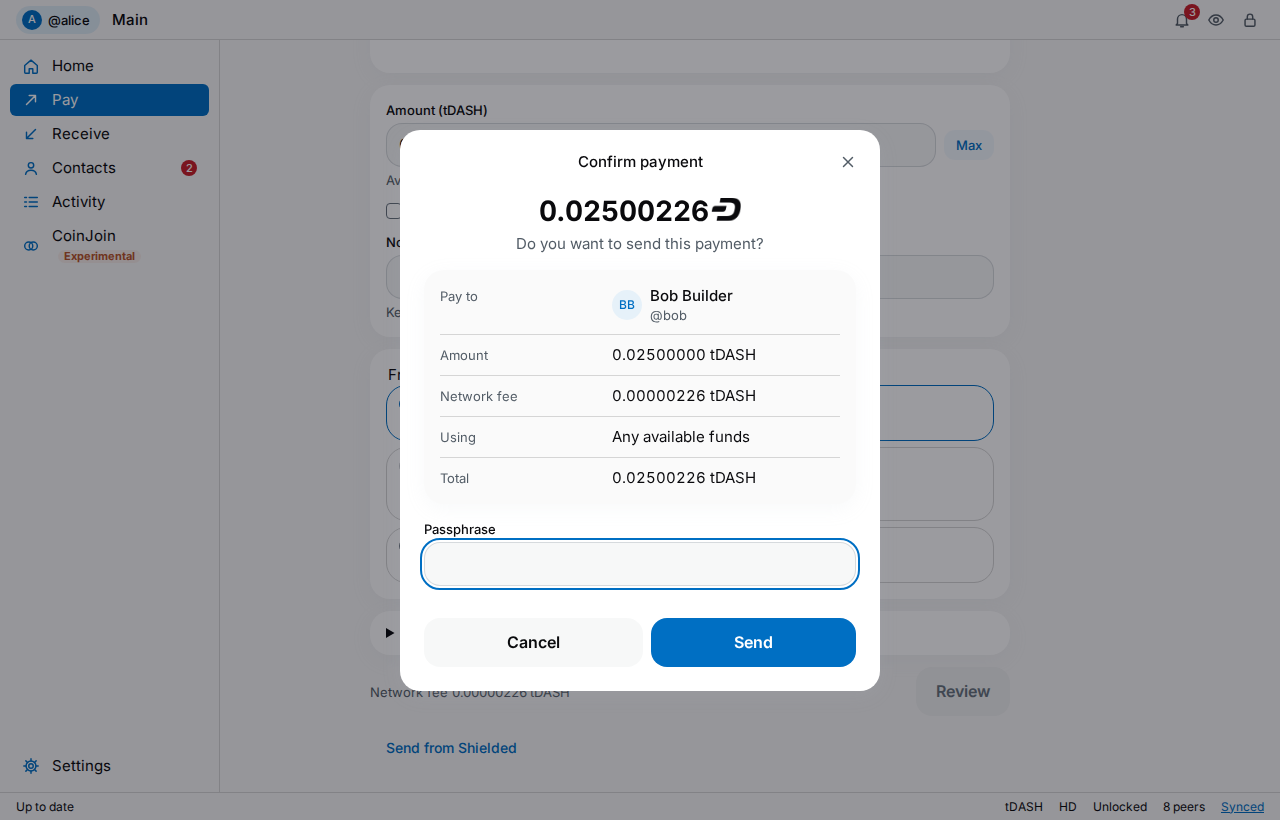 A @alice Main 3
Home
Pay
Receive
Contacts 2
Activity
CoinJoin
Experimental
Settings
Amount (tDASH)
Max
Confirm payment
0.02500226
Do you want to send this payment?
Pay to
BB Bob Builder
@bob
Amount 0.02500000 tDASH
Network fee 0.00000226 tDASH
Using Any available funds
Total 0.02500226 tDASH
Passphrase
Cancel Send
Network fee 0.00000226 tDASH
Review
Send from Shielded
Up to date tDASH HD Unlocked 8 peers Synced